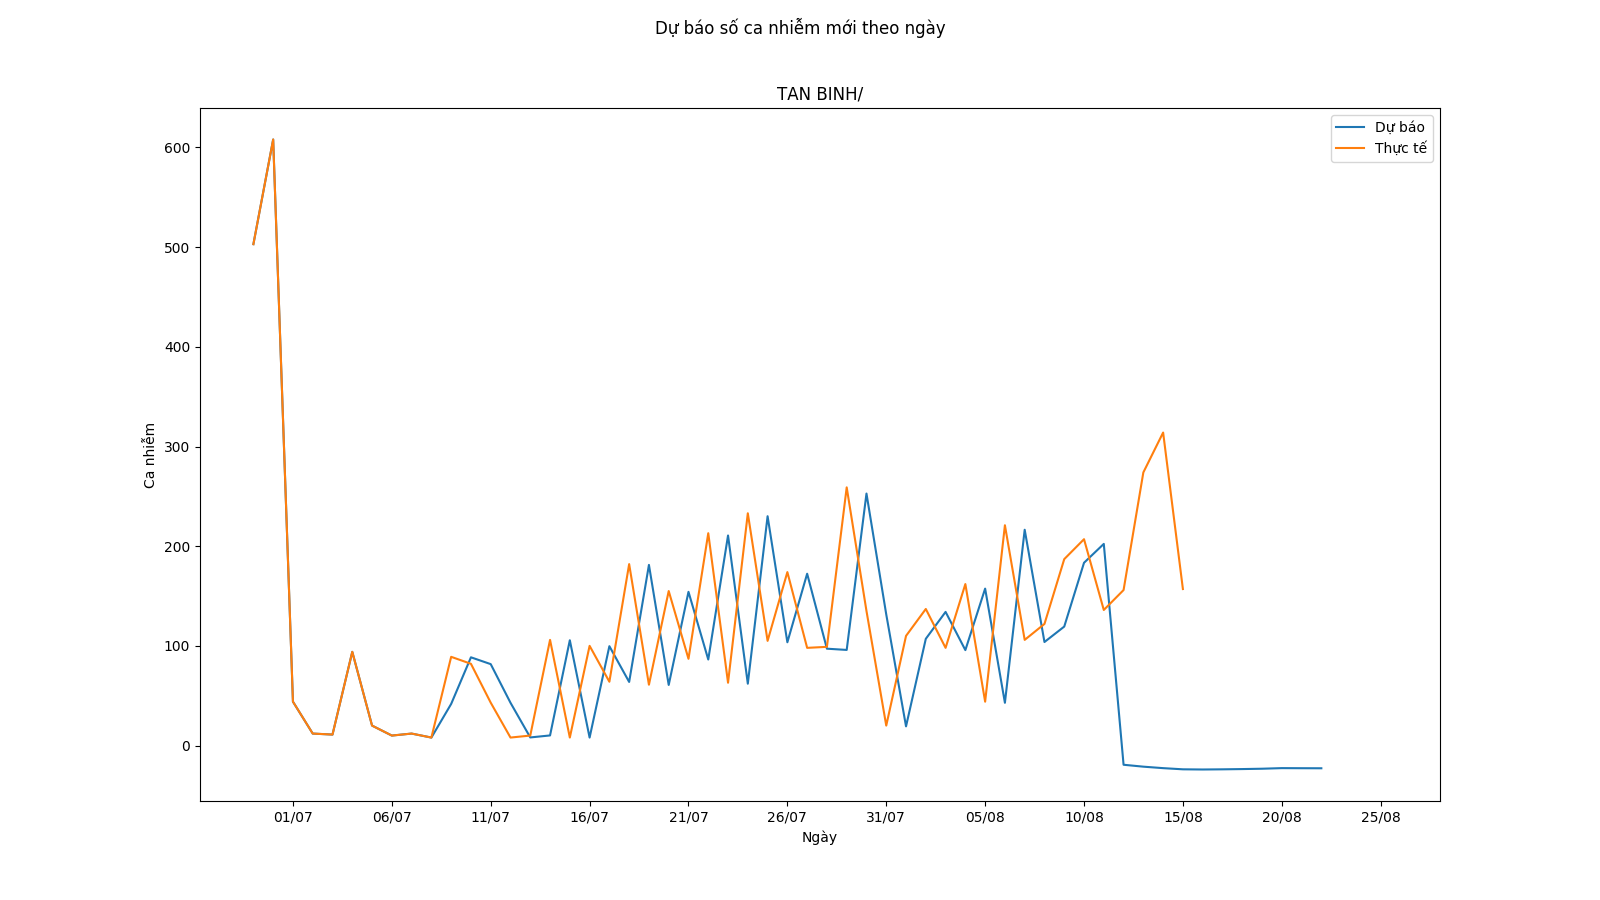 Dự báo số ca nhiễm mới theo ngày
TAN BINH/
Dự báo
Thực tế
600
500
400
300
200
100
0
Ca nhiễm
01/07 06/07 11/07 16/07 21/07 26/07 31/07 05/08 10/08 15/08 20/08 25/08
Ngày